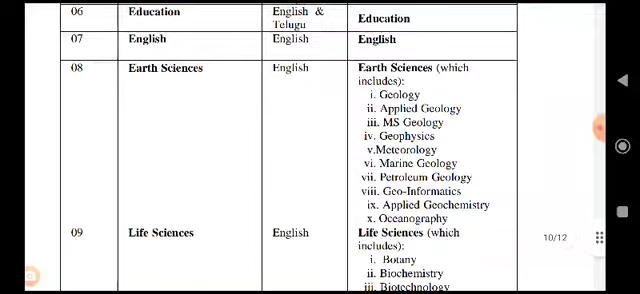 06 Education English & Education
Telugu
07 English English English
08 Earth Sciences English Earth Sciences (which
includes):
i. Geology
ii. Applied Geology
iii. MS Geology
iv. Geophysics
v.Meteorology
vi. Marine Geology
vii. Petroleum Geology
viii. Geo-Informatics
ix. Applied Geochemistry
x. Oceanography
09 Life Sciences English Life Sciences (which
includes):
10/12
i. Botany
ii. Biochemistry
iii. Biotechnology